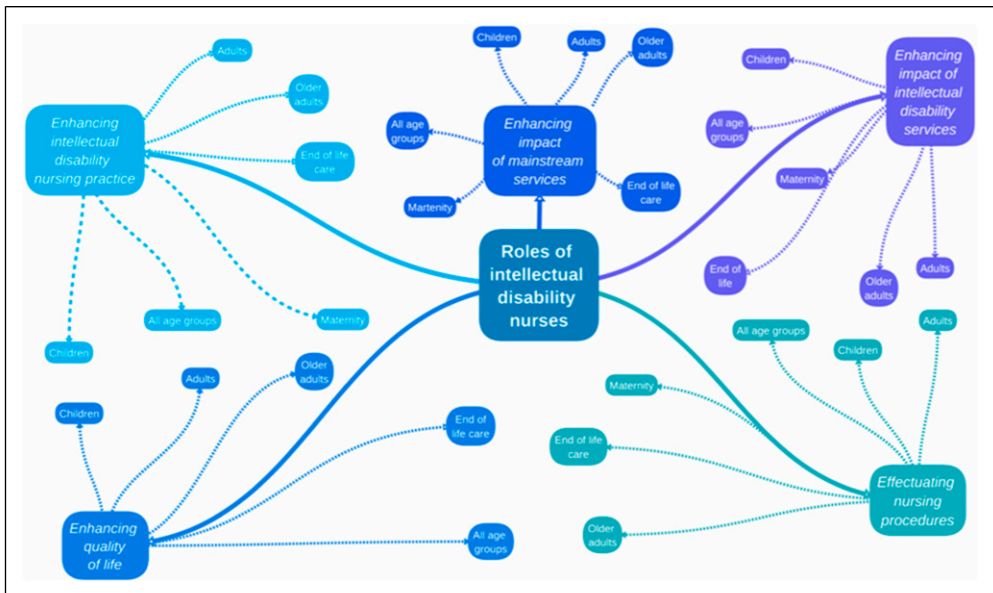 Adults
Older
adults
End of life
care
Enhancing
intellectual
disability
nursing practice
Children
All age groups
Maternity
Children
Adults
Older
adults
All age
groups
Enhancing
impact
of mainstream
services
Martenity
End of life
care
Children
All age
groups
Maternity
End of
life
Older
adults
Adults
Enhancing
impact of
intellectual
disability
services
Roles of
intellectual
disability
nurses
Children
Adults
Older
adults
End of
life care
All age
groups
Enhancing
quality
of life
All age groups
Children
Adults
Maternity
End of life
care
Older
adults
Effectuating
nursing
procedures